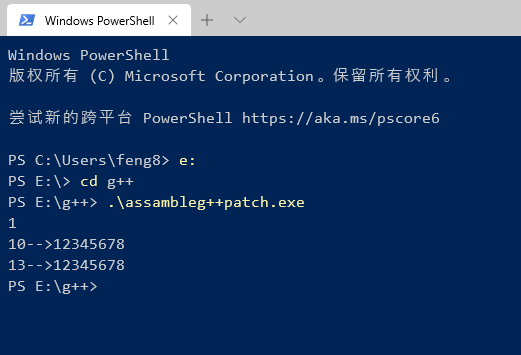 Windows PowerShell
Windows PowerShell
版权所有 (C) Microsoft Corporation。保留所有权利。
尝试新的跨平台 PowerShell https://aka.ms/pscore6
PS C:\Users\feng8> e:
PS E:\> cd g++
PS E:\g++> .\assambleg++patch.exe
1
10-->12345678
13-->12345678
PS E:\g++>